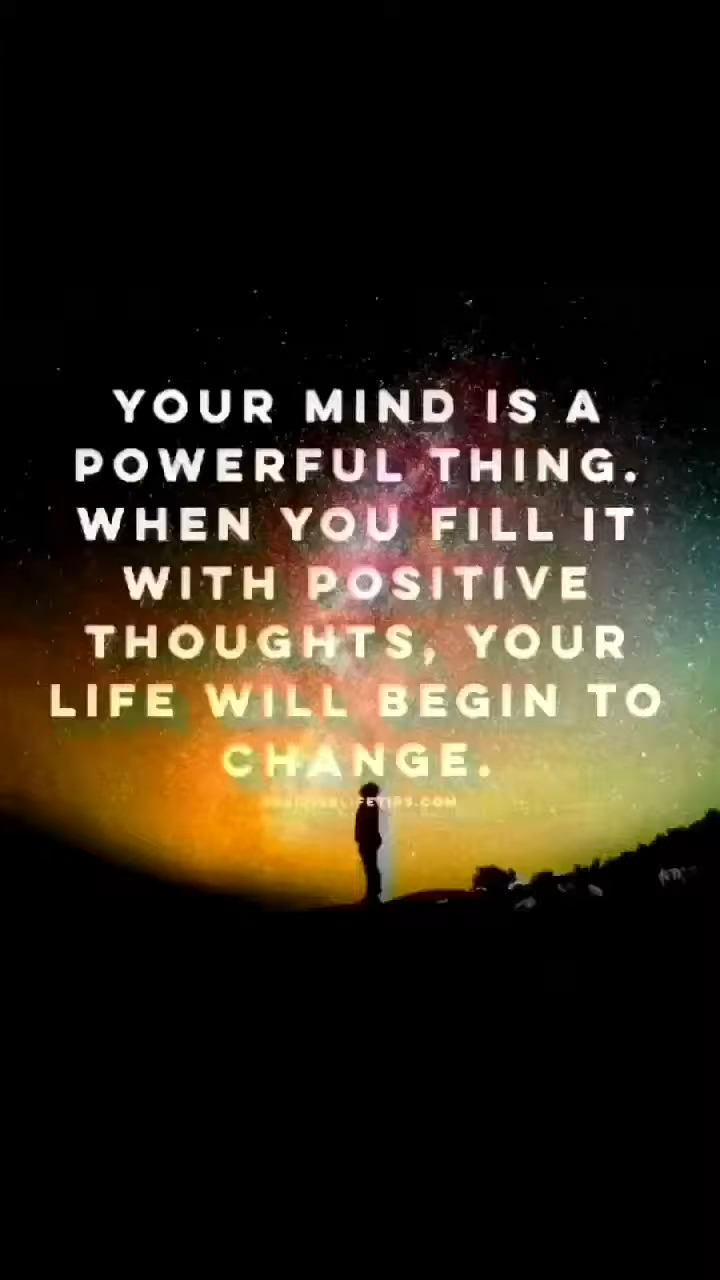 YOUR MIND IS A
POWERFUL THING.
WHEN YOU FILL IT
WITH POSITIVE
THOUGHTS, YOUR
LIFE WILL BEGIN TO
CHANGE.